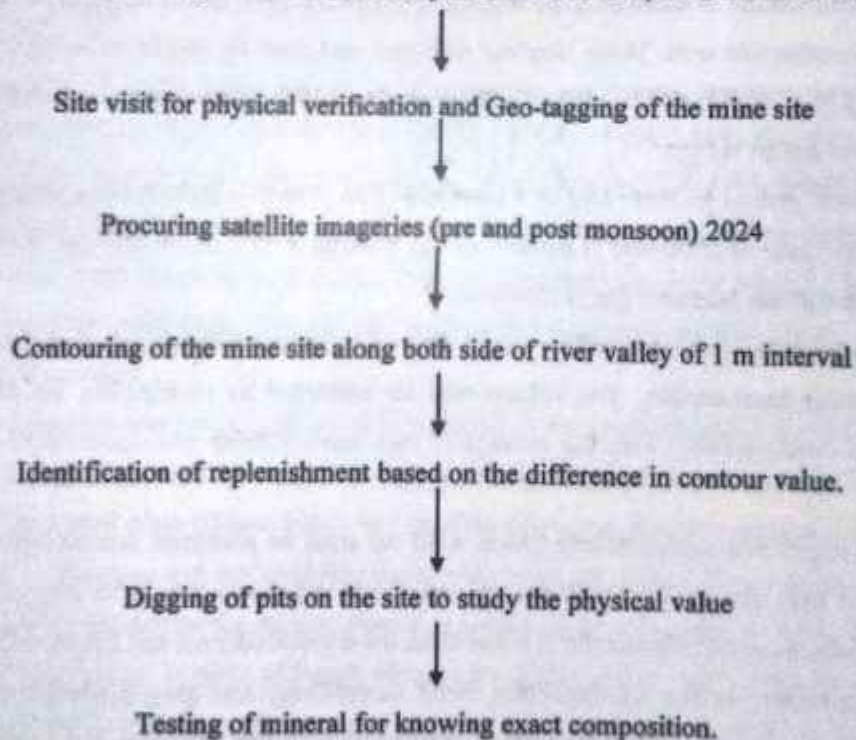 Site visit for physical verification and Geo-tagging of the mine site
Procuring satellite imageries (pre and post monsoon) 2024
Contouring of the mine site along both side of river valley of 1 m interval
Identification of replenishment based on the difference in contour value.
Digging of pits on the site to study the physical value
Testing of mineral for knowing exact composition.